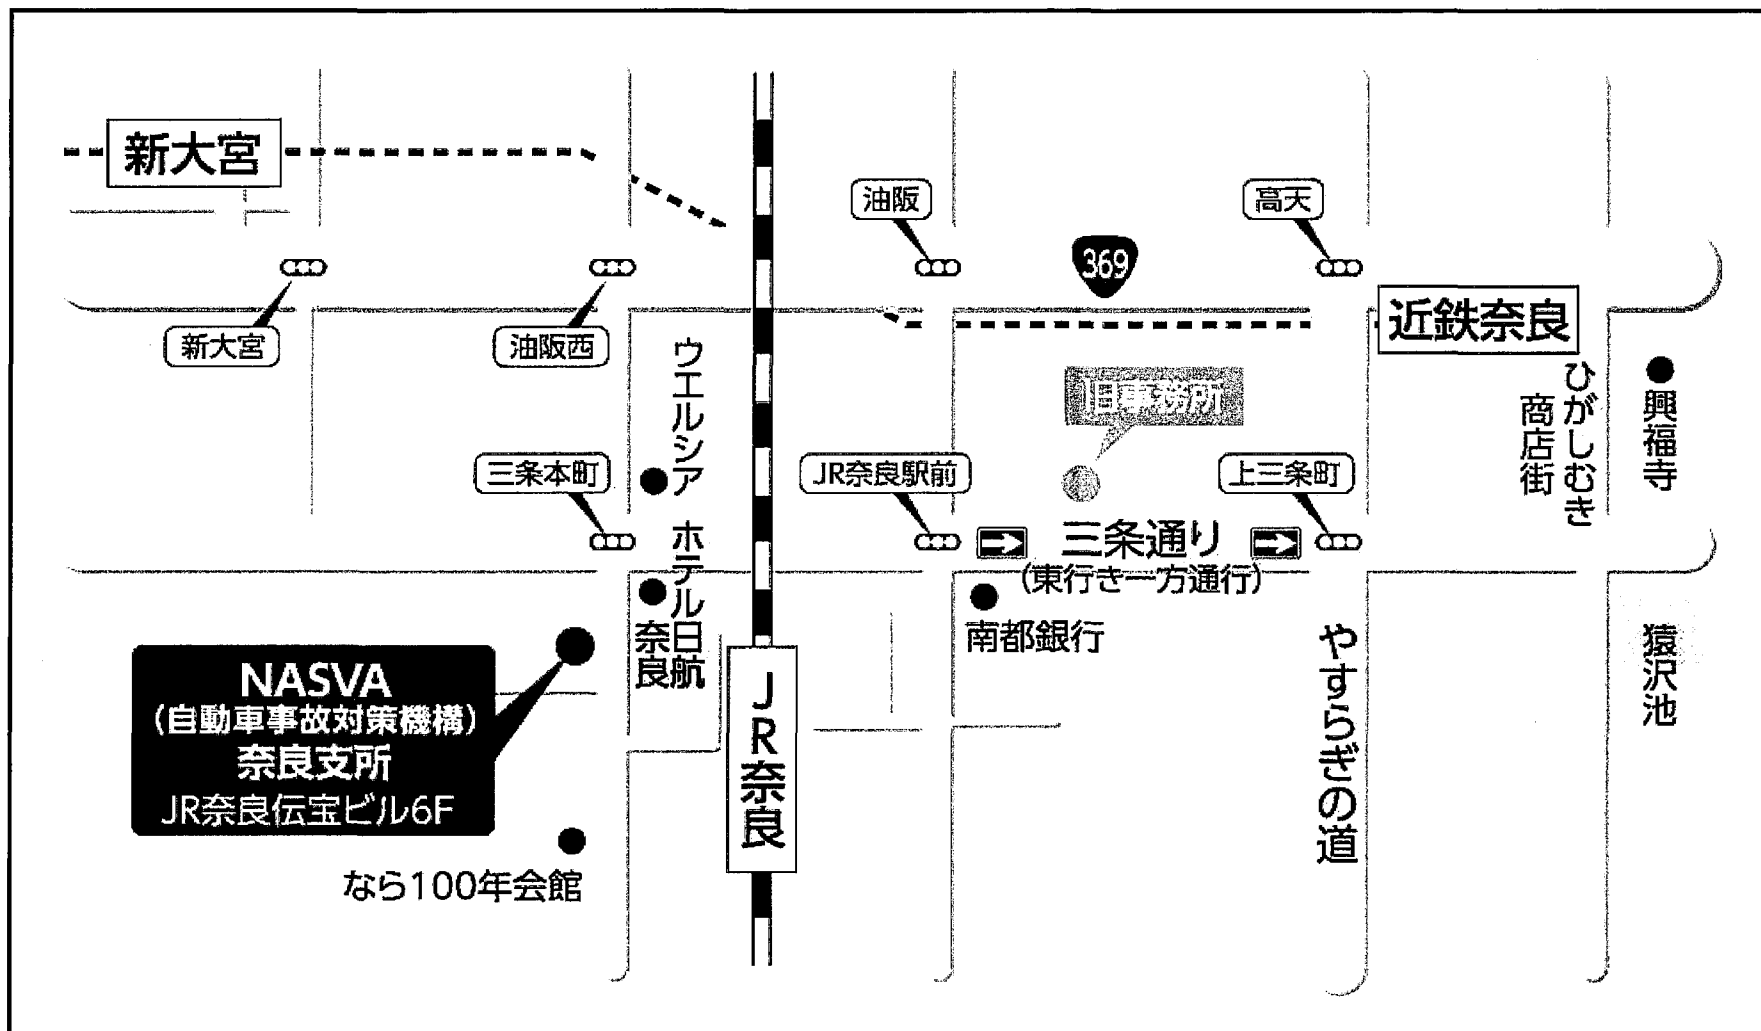 新大宮
油阪
高天
369
新大宮
油阪西
近鉄奈良
ウエルシア
旧事務所
ひがしむき
商店街
興福寺
三条本町
JR奈良駅前
上三条町
三条通り
(東行き一方通行)
ホテル日航
奈良
南都銀行
やすらぎの道
猿沢池
NASVA
(自動車事故対策機構)
奈良支所
JR奈良伝宝ビル6F
JR奈良
なら100年会館